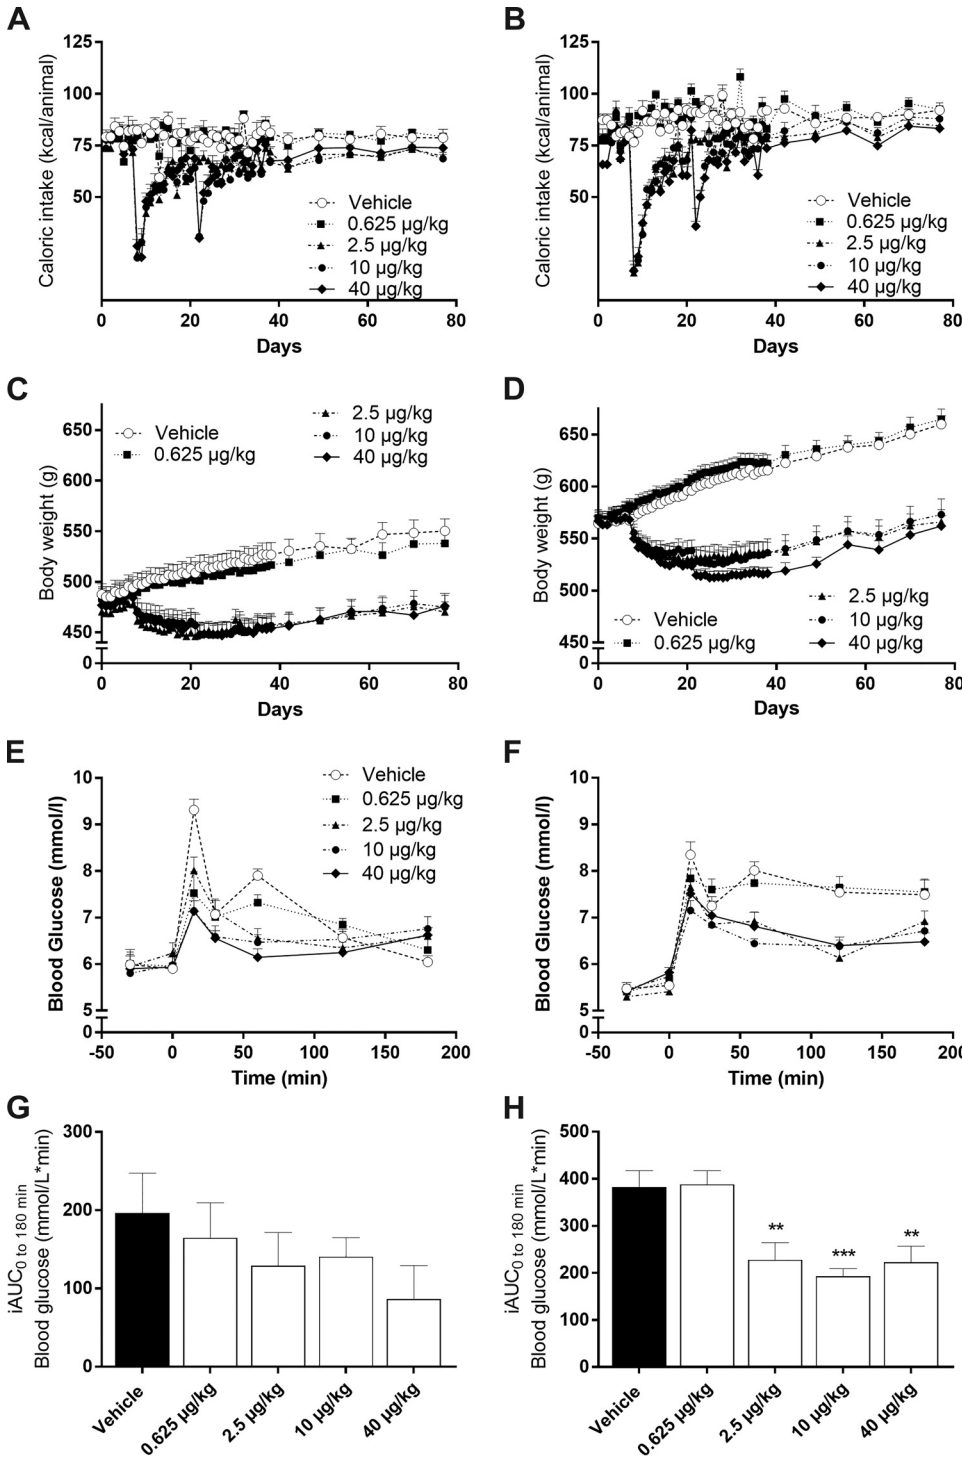 A
Caloric intake (kcal/animal)
125
100
75
50
0
20
40
60
80
Days
Vehicle
0.625 µg/kg
2.5 µg/kg
10 µg/kg
40 µg/kg
B
Caloric intake (kcal/animal)
125
100
75
50
0
20
40
60
80
Days
Vehicle
0.625 µg/kg
2.5 µg/kg
10 µg/kg
40 µg/kg
C
Body weight (g)
650
600
550
500
450
0
0
20
40
60
80
Days
Vehicle
0.625 µg/kg
2.5 µg/kg
10 µg/kg
40 µg/kg
D
Body weight (g)
650
600
550
500
450
0
0
20
40
60
80
Days
Vehicle
0.625 µg/kg
2.5 µg/kg
10 µg/kg
40 µg/kg
E
Blood Glucose (mmol/l)
10
9
8
7
6
5
0
-50
0
50
100
150
200
Time (min)
Vehicle
0.625 µg/kg
2.5 µg/kg
10 µg/kg
40 µg/kg
F
Blood Glucose (mmol/l)
10
9
8
7
6
5
0
-50
0
50
100
150
200
Time (min)
G
iAUC0 to 180 min
Blood glucose (mmol/L*min)
300
200
100
0
Vehicle
0.625 µg/kg
2.5 µg/kg
10 µg/kg
40 µg/kg
H
iAUC0 to 180 min
Blood glucose (mmol/L*min)
500
400
300
200
100
0
**
***
**
Vehicle
0.625 µg/kg
2.5 µg/kg
10 µg/kg
40 µg/kg